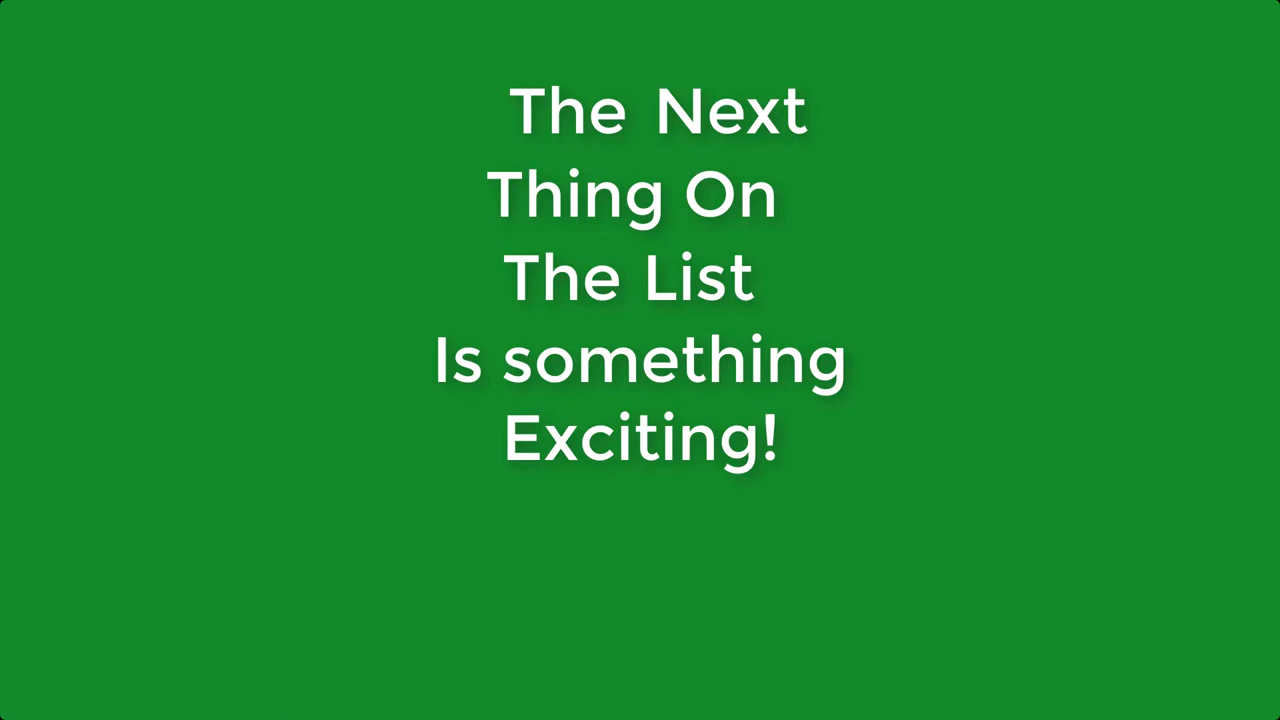 The Next
Thing On
The List
Is something
Exciting!